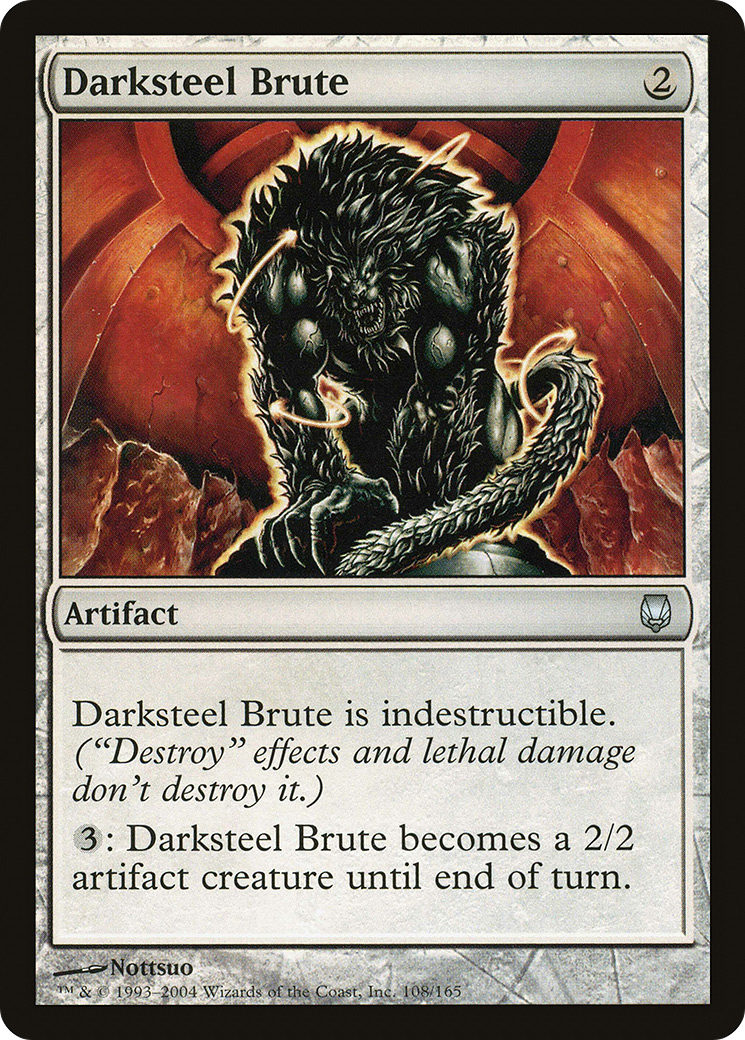 Darksteel Brute
2
Artifact
Darksteel Brute is indestructible.
(“Destroy” effects and lethal damage
don’t destroy it.)
3: Darksteel Brute becomes a 2/2
artifact creature until end of turn.
Nottsuo
™ & © 1993–2004 Wizards of the Coast, Inc. 108/165